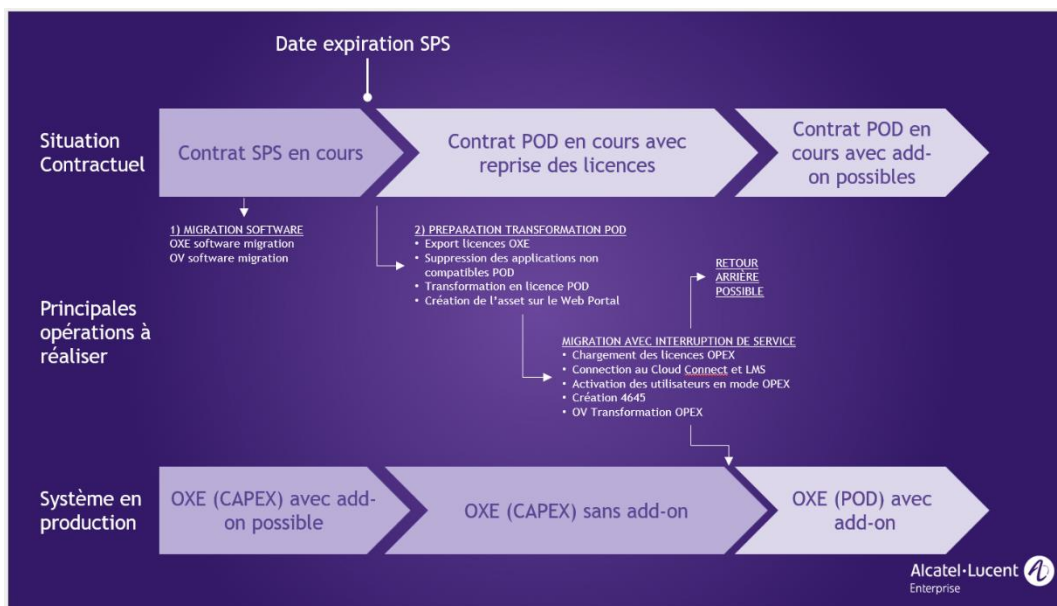 Date expiration SPS
Situation
Contractuel
Contrat SPS en cours
Contrat POD en cours avec
reprise des licences
Contrat POD en
cours avec add-
on possibles
1) MIGRATION SOFTWARE
OXE software migration
OV software migration
2) PREPARATION TRANSFORMATION POD
• Export licences OXE
• Suppression des applications non
compatibles POD
• Transformation en licence POD
• Création de l'asset sur le Web Portal
RETOUR
ARRIÈRE
POSSIBLE
Principales
opérations à
réaliser
MIGRATION AVEC INTERRUPTION DE SERVICE
• Chargement des licences OPEX
• Connection au Cloud Connect et LMS
• Activation des utilisateurs en mode OPEX
• Création 4645
• OV Transformation OPEX
Système en
production
OXE (CAPEX) avec add-
on possible
OXE (CAPEX) sans add-on
OXE (POD) avec
add-on
Alcatel·Lucent
Enterprise